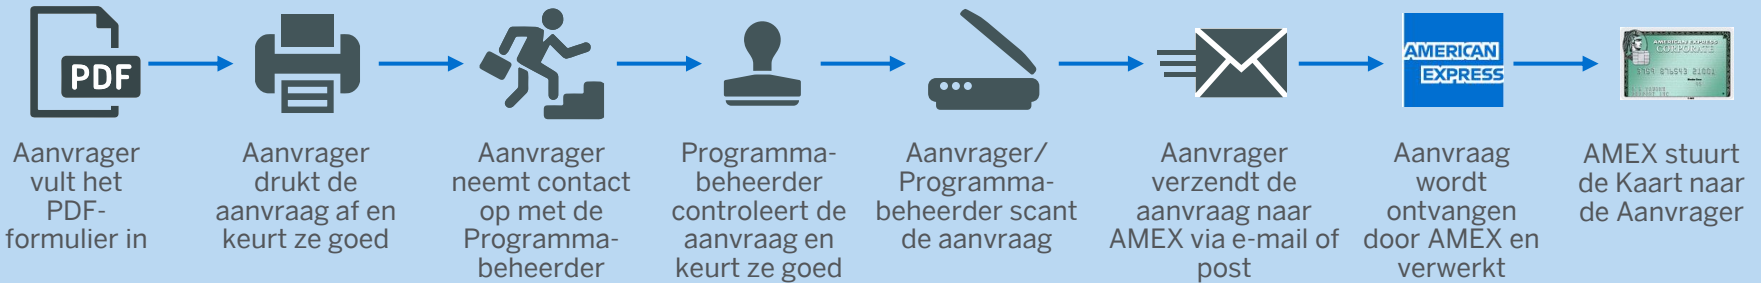 PDF
AMERICAN
EXPRESS
AMERICAN EXPRESS
CORPORATE
Aanvrager
vult het
PDF-
formulier in
Aanvrager
drukt de
aanvraag af en
keurt ze goed
Aanvrager
neemt contact
op met de
Programma-
beheerder
Programma-
beheerder
controleert de
aanvraag en
keurt ze goed
Aanvrager/
Programma-
beheerder scant
de aanvraag
Aanvrager
verzendt de
aanvraag naar
AMEX via e-mail of
post
Aanvraag
wordt
ontvangen
door AMEX en
verwerkt
AMEX stuurt
de Kaart naar
de Aanvrager